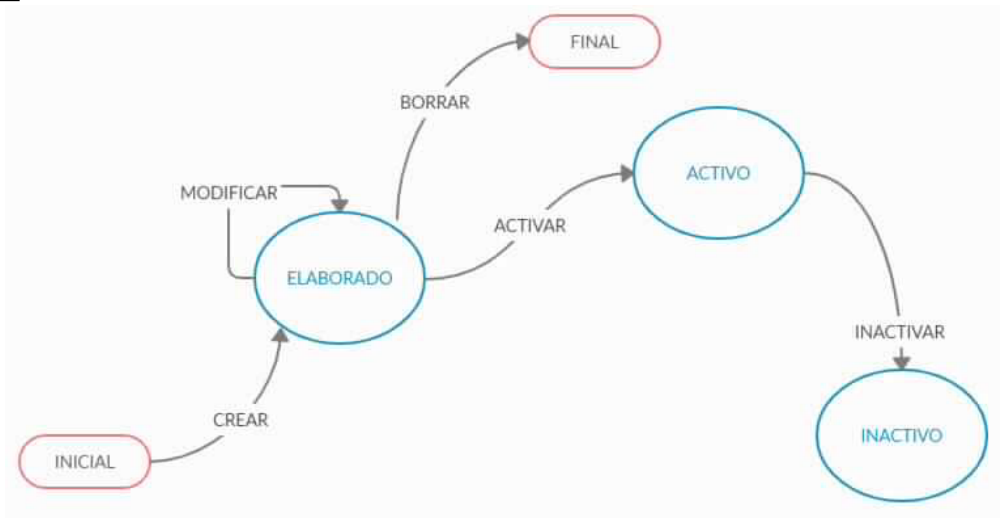 FINAL
BORRAR
ACTIVO
MODIFICAR
ACTIVAR
ELABORADO
INACTIVAR
CREAR
INACTIVO
INICIAL